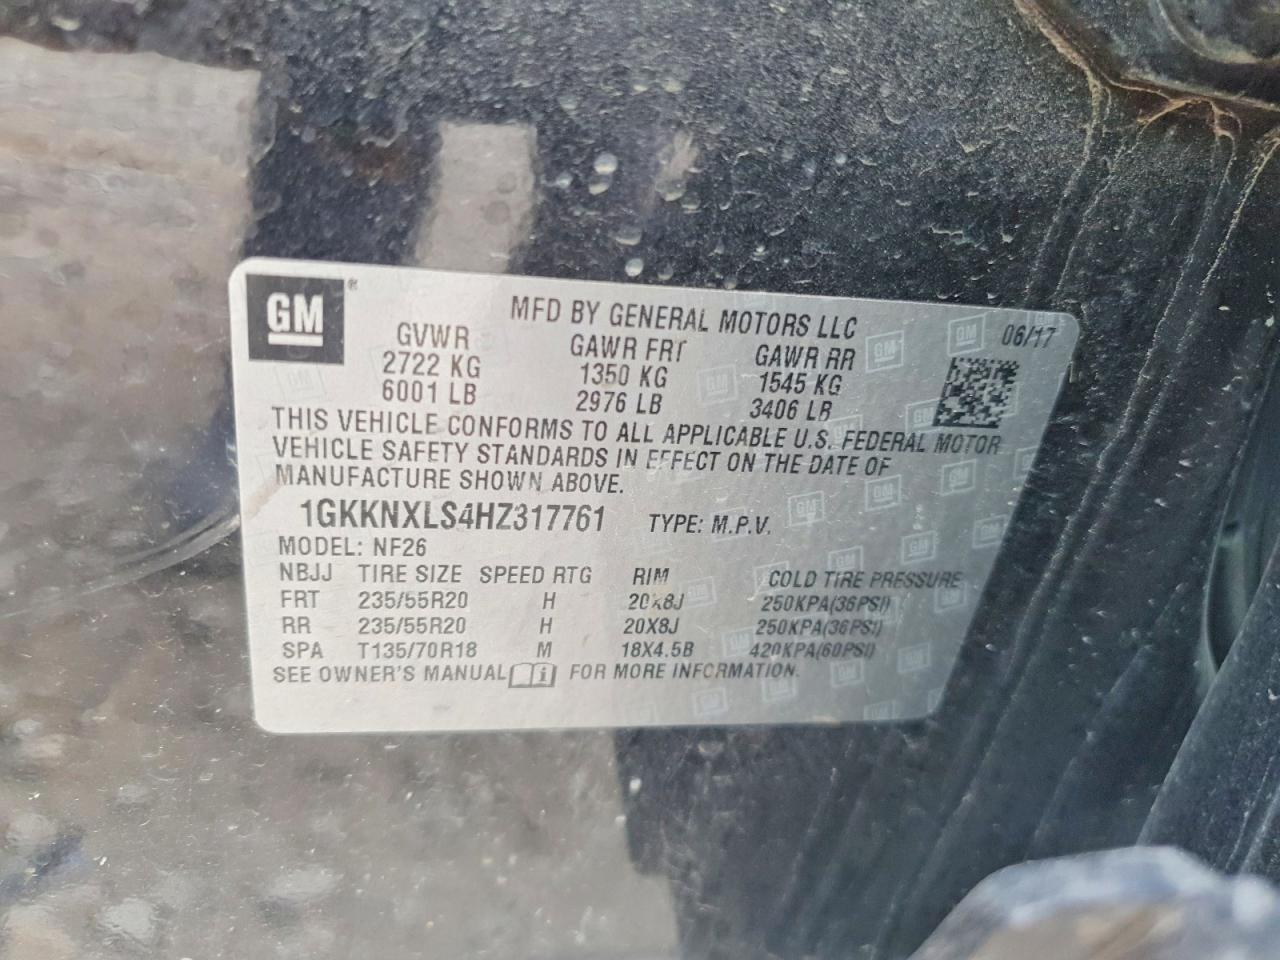 GM®
MFD BY GENERAL MOTORS LLC 06/17
GVWR GAWR FRT GAWR RR
2722 KG 1350 KG 1545 KG
6001 LB 2976 LB 3406 LB
THIS VEHICLE CONFORMS TO ALL APPLICABLE U.S. FEDERAL MOTOR
VEHICLE SAFETY STANDARDS IN EFFECT ON THE DATE OF
MANUFACTURE SHOWN ABOVE.
1GKKNXLS4HZ317761 TYPE: M.P.V.
MODEL: NF26
NBJJ TIRE SIZE SPEED RTG RIM COLD TIRE PRESSURE
FRT 235/55R20 H 20X8J 250KPA(36PSI)
RR 235/55R20 H 20X8J 250KPA(36PSI)
SPA T135/70R18 M 18X4.5B 420KPA(60PSI)
SEE OWNER'S MANUAL FOR MORE INFORMATION.